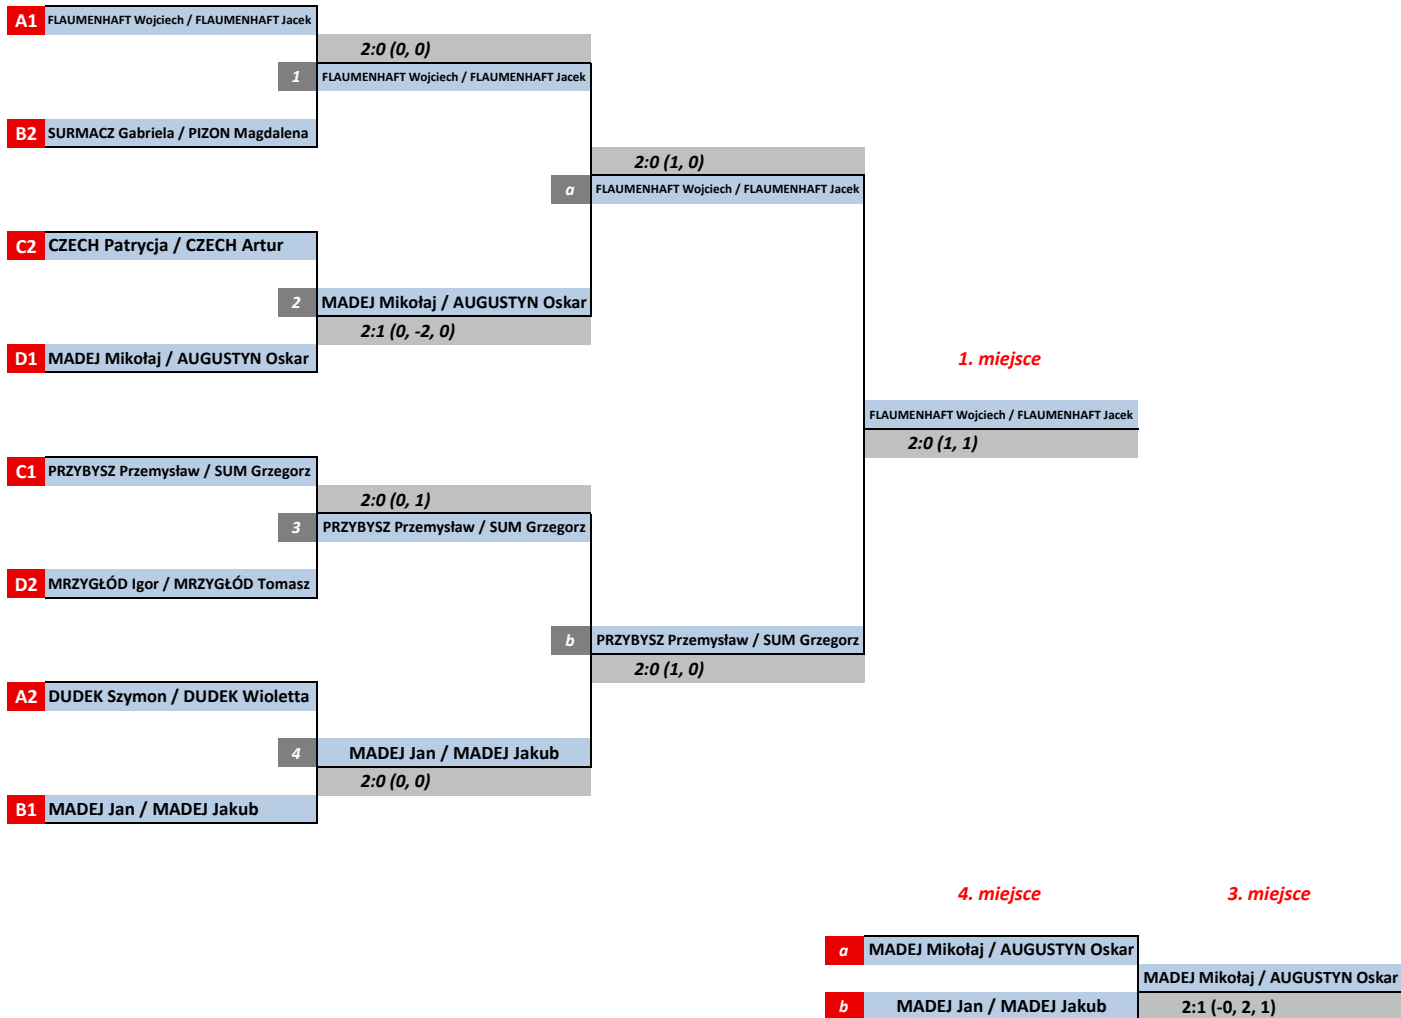 A1 FLAUMENHAFT Wojciech / FLAUMENHAFT Jacek
2:0 (0, 0)
1 FLAUMENHAFT Wojciech / FLAUMENHAFT Jacek
B2 SURMACZ Gabriela / PIZON Magdalena
2:0 (1, 0)
a FLAUMENHAFT Wojciech / FLAUMENHAFT Jacek
C2 CZECH Patrycja / CZECH Artur
2 MADEJ Mikołaj / AUGUSTYN Oskar
2:1 (0, -2, 0)
D1 MADEJ Mikołaj / AUGUSTYN Oskar
1. miejsce
FLAUMENHAFT Wojciech / FLAUMENHAFT Jacek
2:0 (1, 1)
C1 PRZYBYSZ Przemysław / SUM Grzegorz
2:0 (0, 1)
3 PRZYBYSZ Przemysław / SUM Grzegorz
D2 MRZYGŁÓD Igor / MRZYGŁÓD Tomasz
b PRZYBYSZ Przemysław / SUM Grzegorz
2:0 (1, 0)
A2 DUDEK Szymon / DUDEK Wioletta
4 MADEJ Jan / MADEJ Jakub
2:0 (0, 0)
B1 MADEJ Jan / MADEJ Jakub
4. miejsce 3. miejsce
a MADEJ Mikołaj / AUGUSTYN Oskar
MADEJ Mikołaj / AUGUSTYN Oskar
b MADEJ Jan / MADEJ Jakub 2:1 (-0, 2, 1)